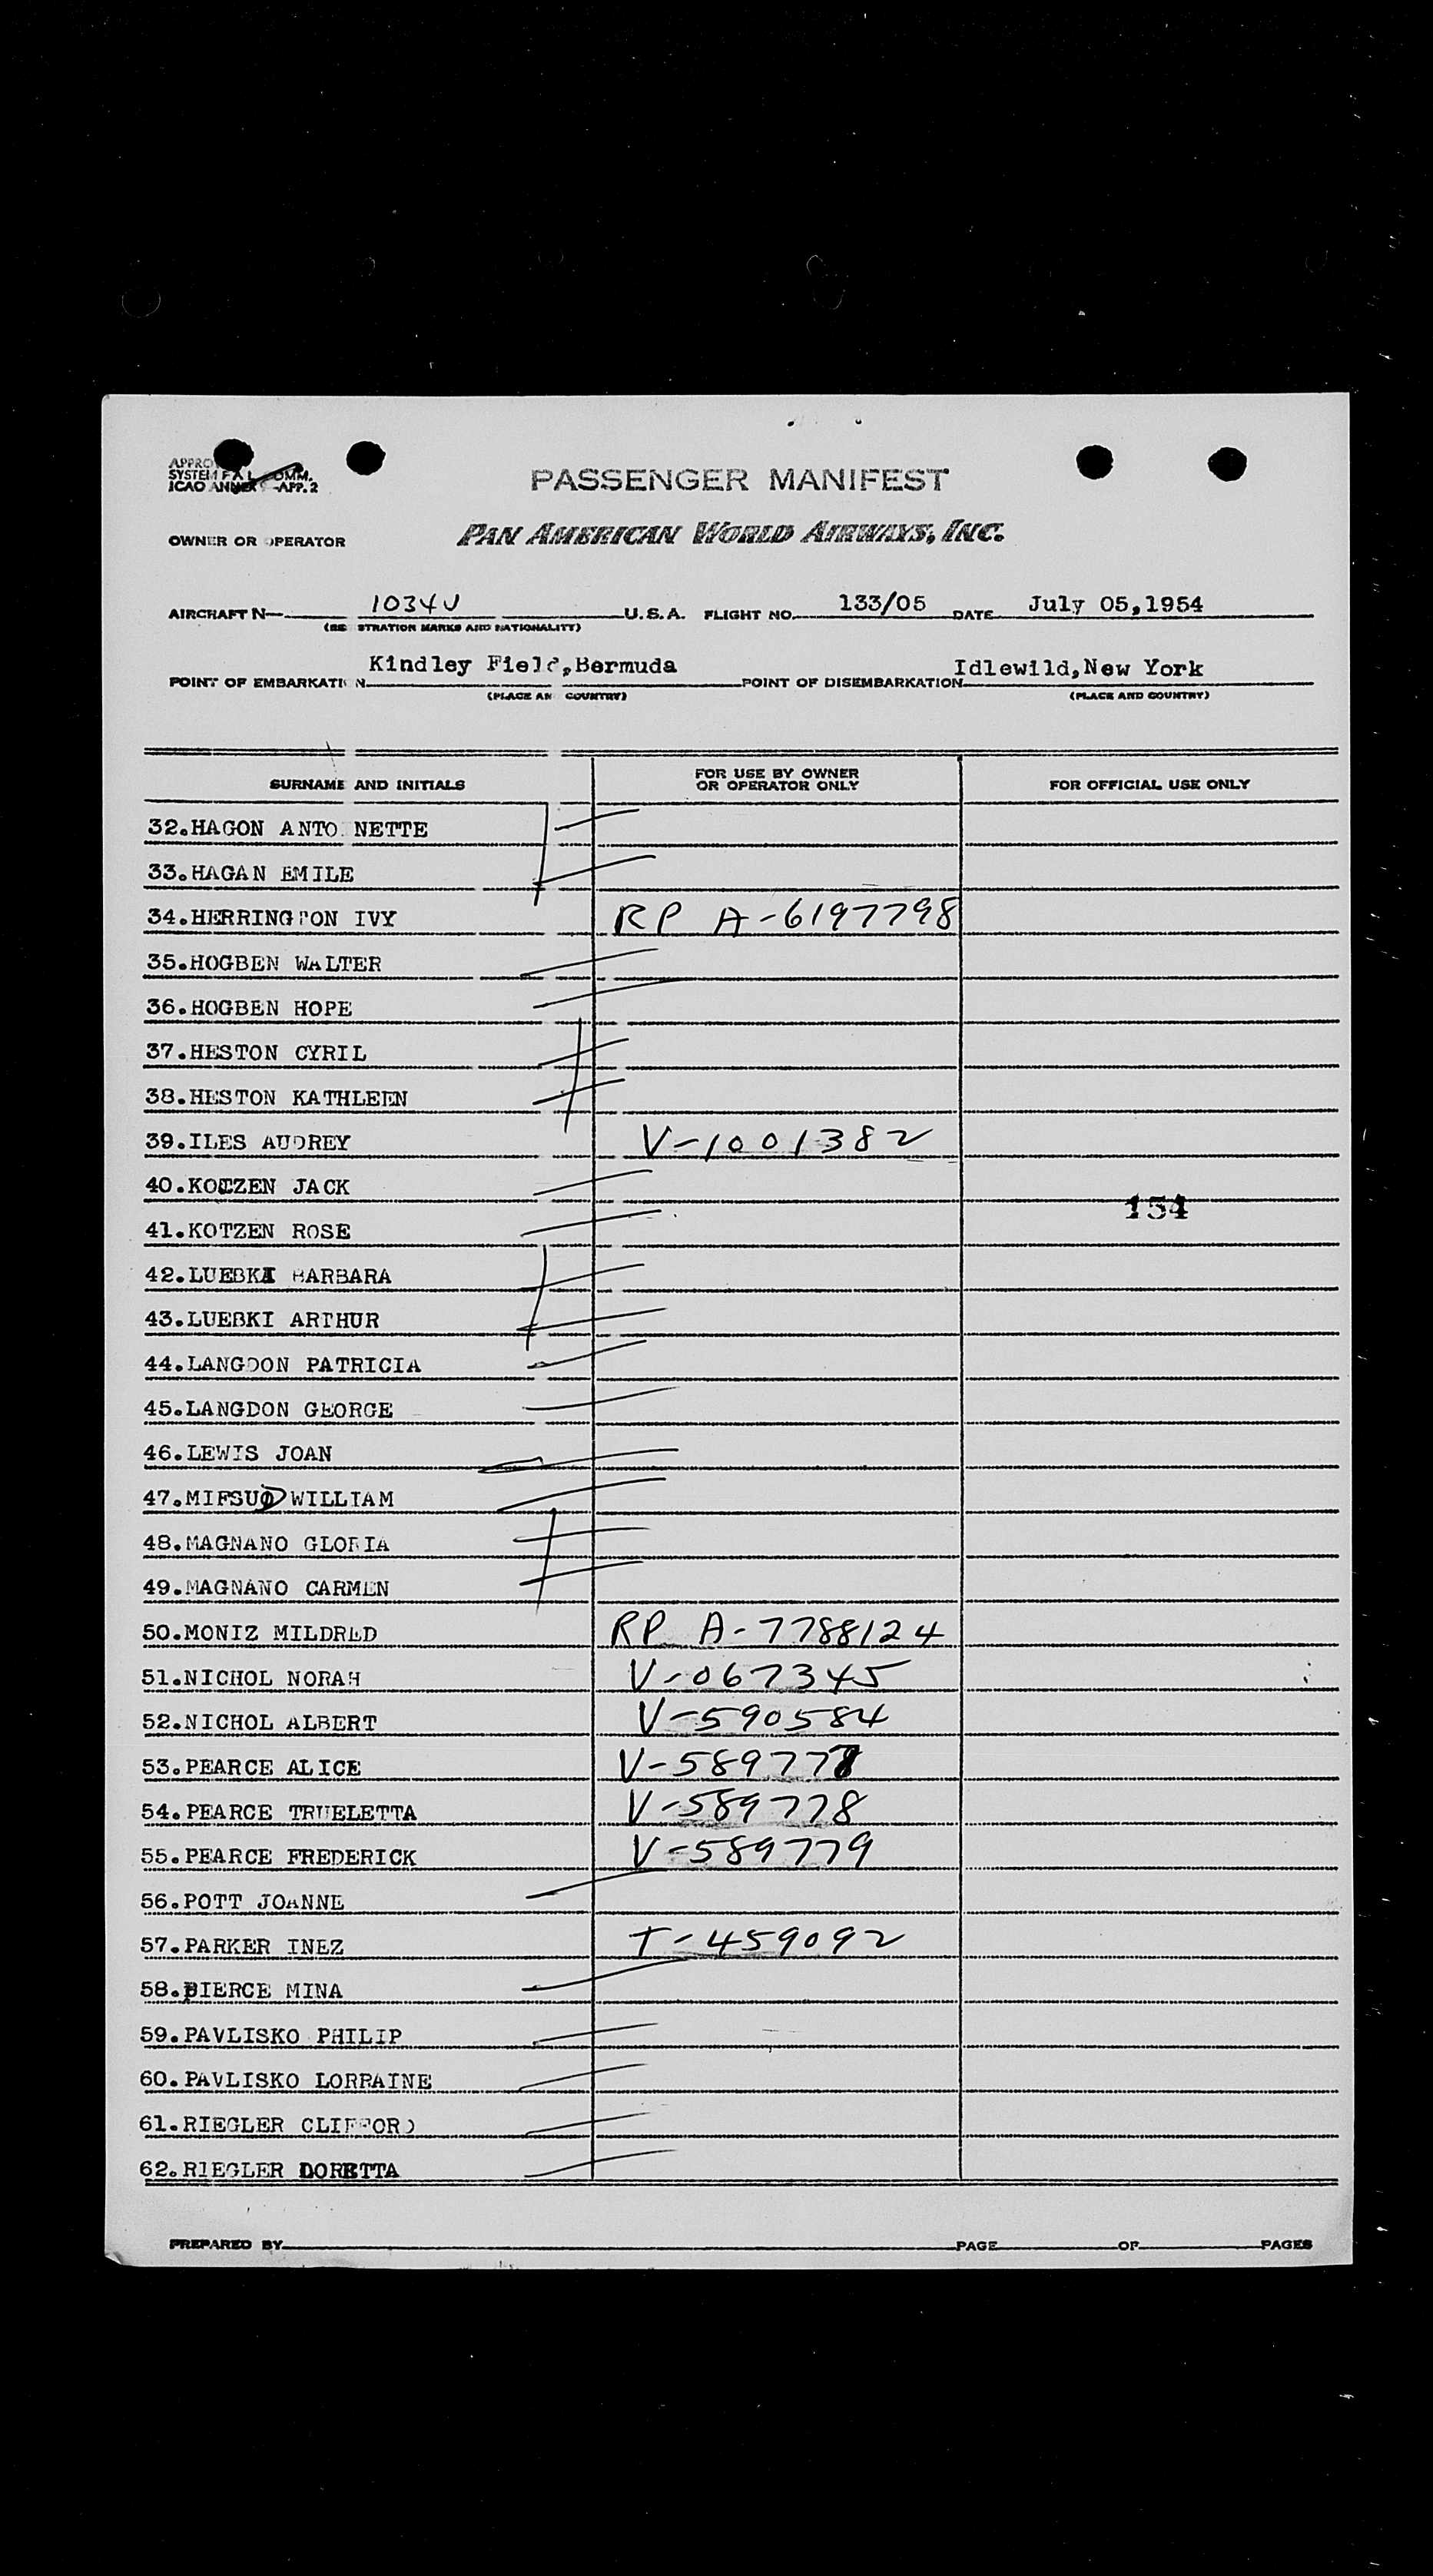 PASSENGER MANIFEST
OWNER OR OPERATOR PAN AMERICAN WORLD AIRWAYS, INC.
AIRCRAFT N— 1034V U.S.A. FLIGHT NO. 133/05 DATE July 05,1954
Kindley Field,Bermuda Idlewild,New York
POINT OF EMBARKATION POINT OF DISEMBARKATION
(PLACE AND COUNTRY) (PLACE AND COUNTRY)
SURNAME AND INITIALS FOR USE BY OWNER OR OPERATOR ONLY FOR OFFICIAL USE ONLY
32.HAGON ANTOINETTE
33.HAGAN EMILE
34.HERRINGTON IVY RP A-6197798
35.HOGBEN WALTER
36.HOGBEN HOPE
37.HESTON CYRIL
38.HESTON KATHLEEN
39.ILES AUDREY V-1001382
40.KOTZEN JACK
154
41.KOTZEN ROSE
42.LUEBKI BARBARA
43.LUEBKI ARTHUR
44.LANGDON PATRICIA
45.LANGDON GEORGE
46.LEWIS JOAN
47.MIFSUD WILLIAM
48.MAGNANO GLORIA
49.MAGNANO CARMEN
50.MONIZ MILDRED RP A-7788124
51.NICHOL NORAH V-067345
52.NICHOL ALBERT V-590584
53.PEARCE ALICE V-589777
54.PEARCE TRUELETTA V-589778
55.PEARCE FREDERICK V-589779
56.POTT JOANNE
57.PARKER INEZ T-459092
58.PIERCE MINA
59.PAVLISKO PHILIP
60.PAVLISKO LORRAINE
61.RIEGLER CLIFFORD
62.RIEGLER DORETTA
PREPARED BY PAGE OF PAGES